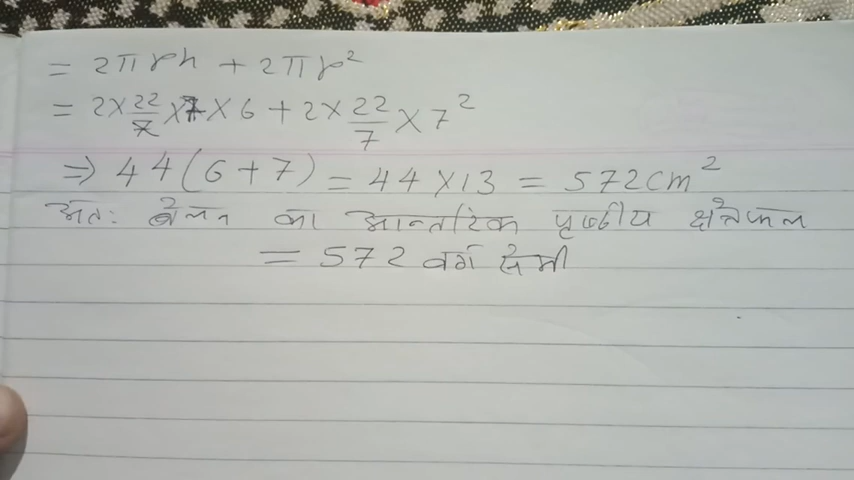 = 2πrh + 2πr²
= 2×22/7×7×6+2×22/7×7²
⇒ 44(6+7) = 44×13 = 572cm²
अतः बेलन का आन्तरिक पृष्ठीय क्षेत्रफल
= 572 वर्ग सेमी